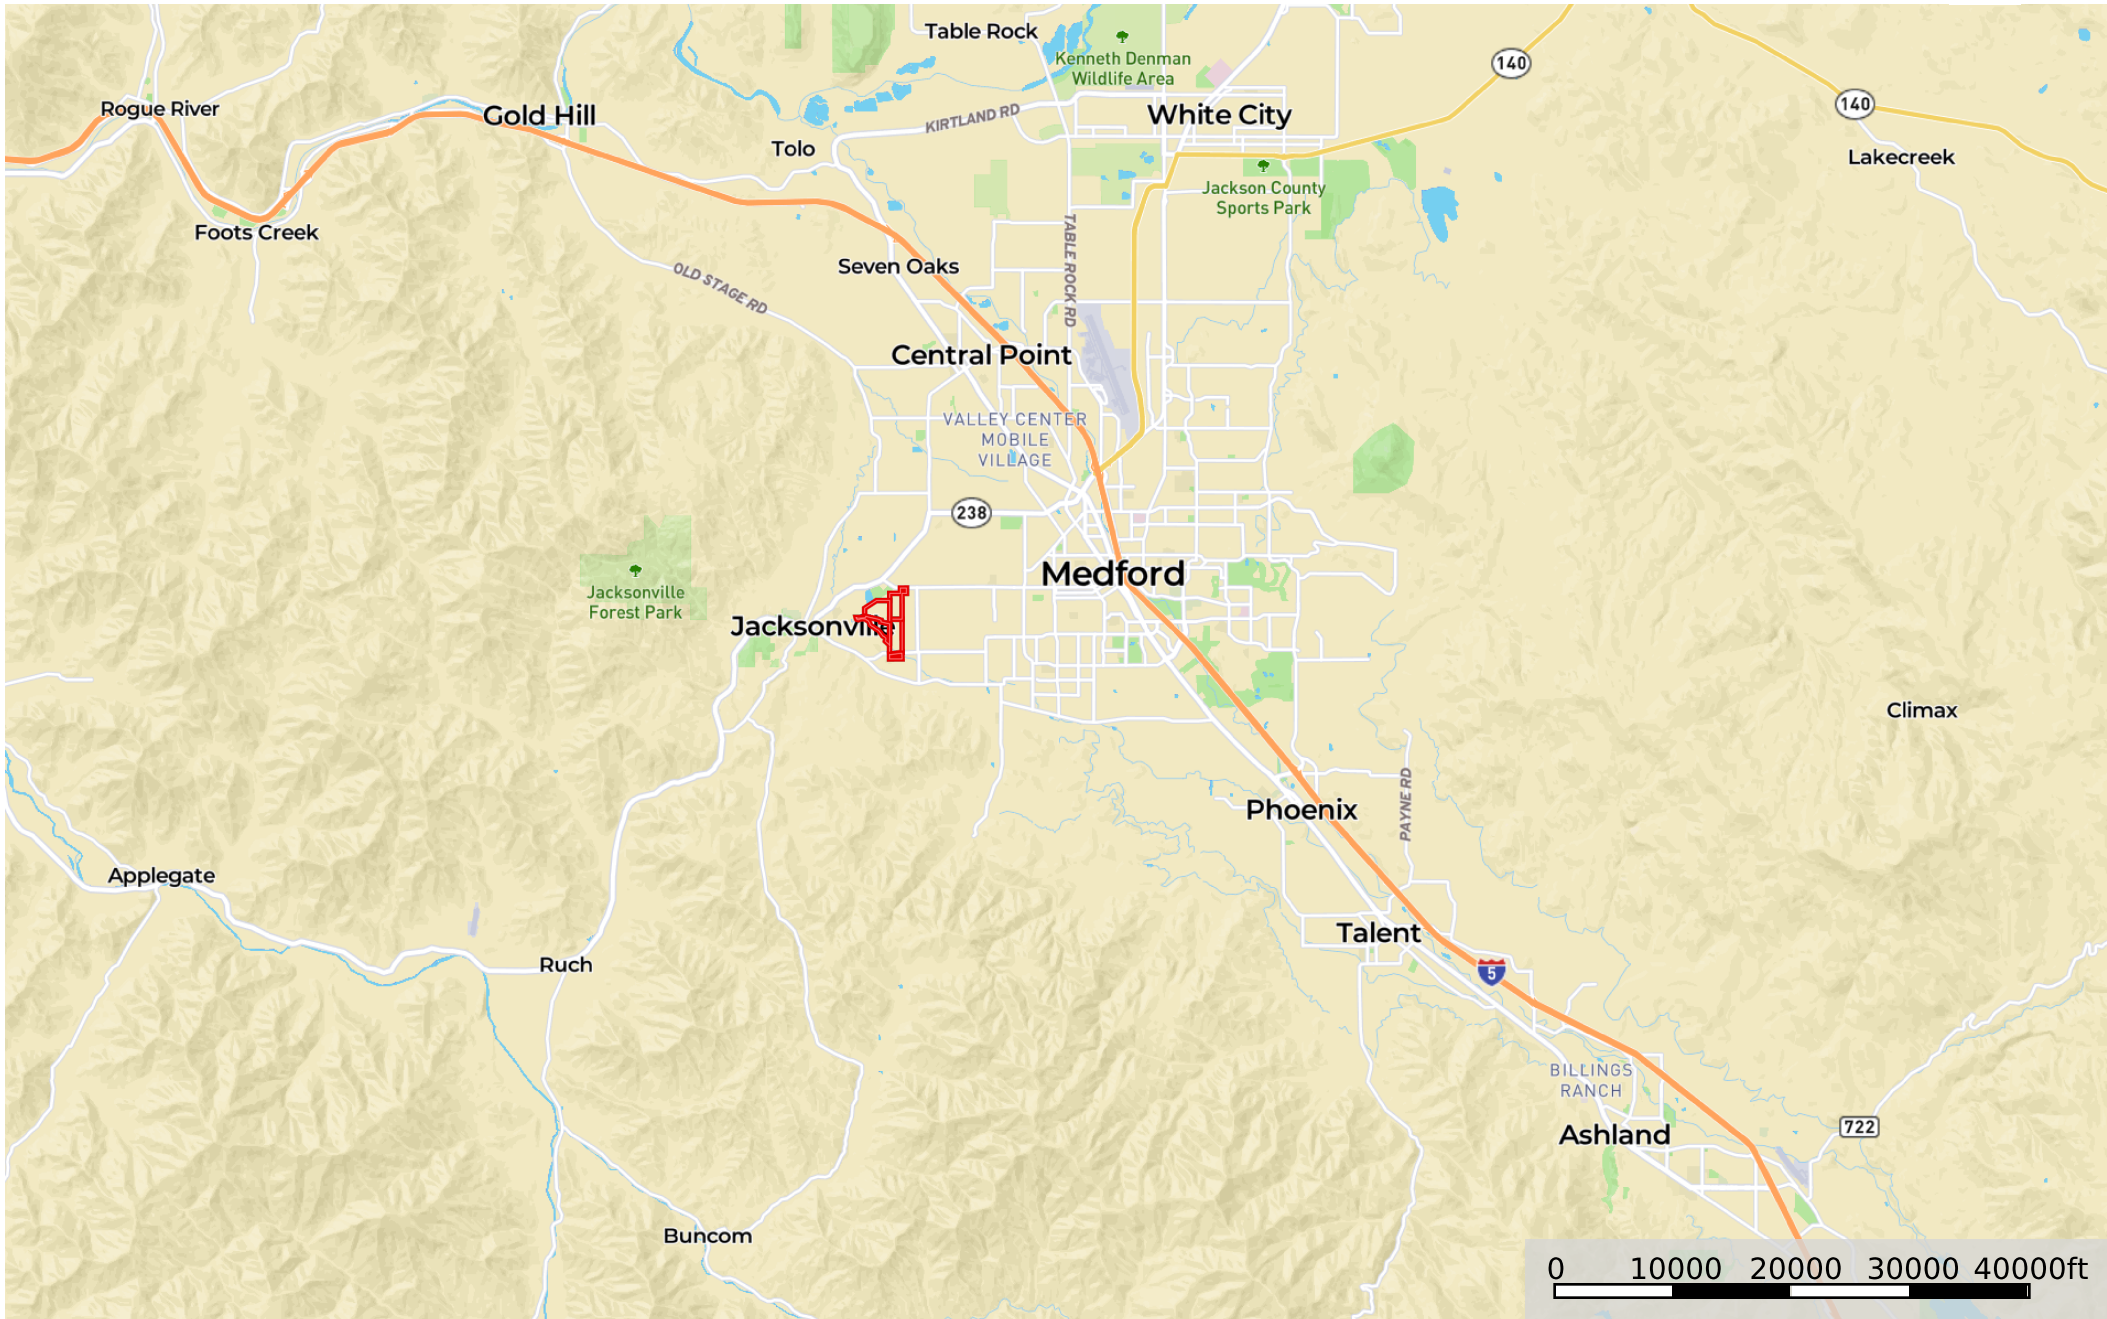 Table Rock
Kenneth Denman
Wildlife Area
140
140
Rogue River
Gold Hill
White City
KIRTLAND RD
Tolo
Lakecreek
Jackson County
Sports Park
Foots Creek
TABLE ROCK RD
Seven Oaks
OLD STAGE RD
Central Point
VALLEY CENTER
MOBILE
VILLAGE
238
Medford
Jacksonville
Forest Park
Jacksonville
Climax
Phoenix
PAYNE RD
Applegate
Talent
Ruch
5
BILLINGS
RANCH
Ashland
722
Buncom
0 10000 20000 30000 40000ft